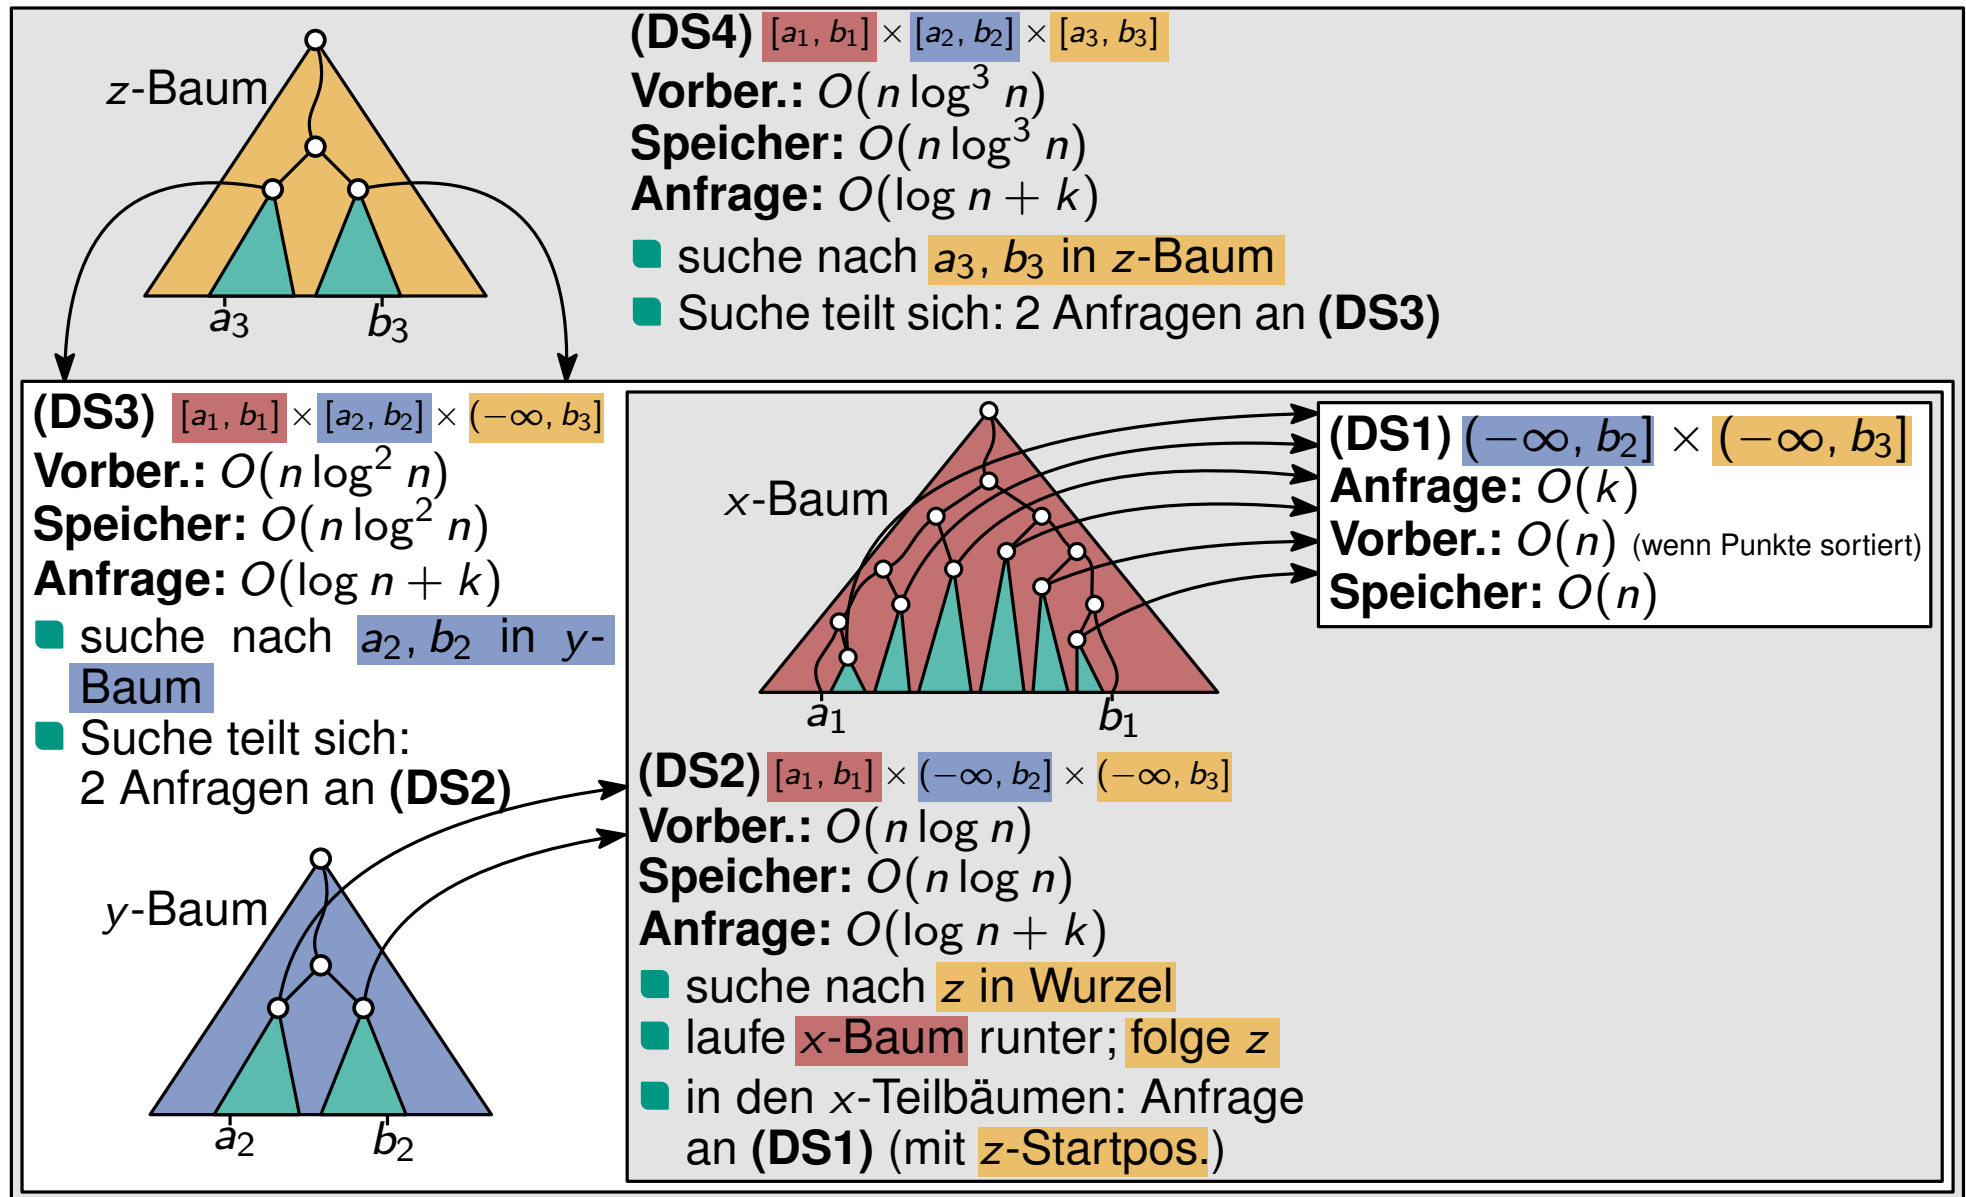 z-Baum
a₃
b₃
(DS4) [a₁, b₁] × [a₂, b₂] × [a₃, b₃]
Vorber.: O(n log³ n)
Speicher: O(n log³ n)
Anfrage: O(log n + k)
suche nach a₃, b₃ in z-Baum
Suche teilt sich: 2 Anfragen an (DS3)
(DS3) [a₁, b₁] × [a₂, b₂] × (−∞, b₃]
Vorber.: O(n log² n)
Speicher: O(n log² n)
Anfrage: O(log n + k)
suche nach a₂, b₂ in y-
Baum
Suche teilt sich:
2 Anfragen an (DS2)
y-Baum
a₂
b₂
x-Baum
a₁
b₁
(DS1) (−∞, b₂] × (−∞, b₃]
Anfrage: O(k)
Vorber.: O(n) (wenn Punkte sortiert)
Speicher: O(n)
(DS2) [a₁, b₁] × (−∞, b₂] × (−∞, b₃]
Vorber.: O(n log n)
Speicher: O(n log n)
Anfrage: O(log n + k)
suche nach z in Wurzel
laufe x-Baum runter; folge z
in den x-Teilbäumen: Anfrage
an (DS1) (mit z-Startpos.)